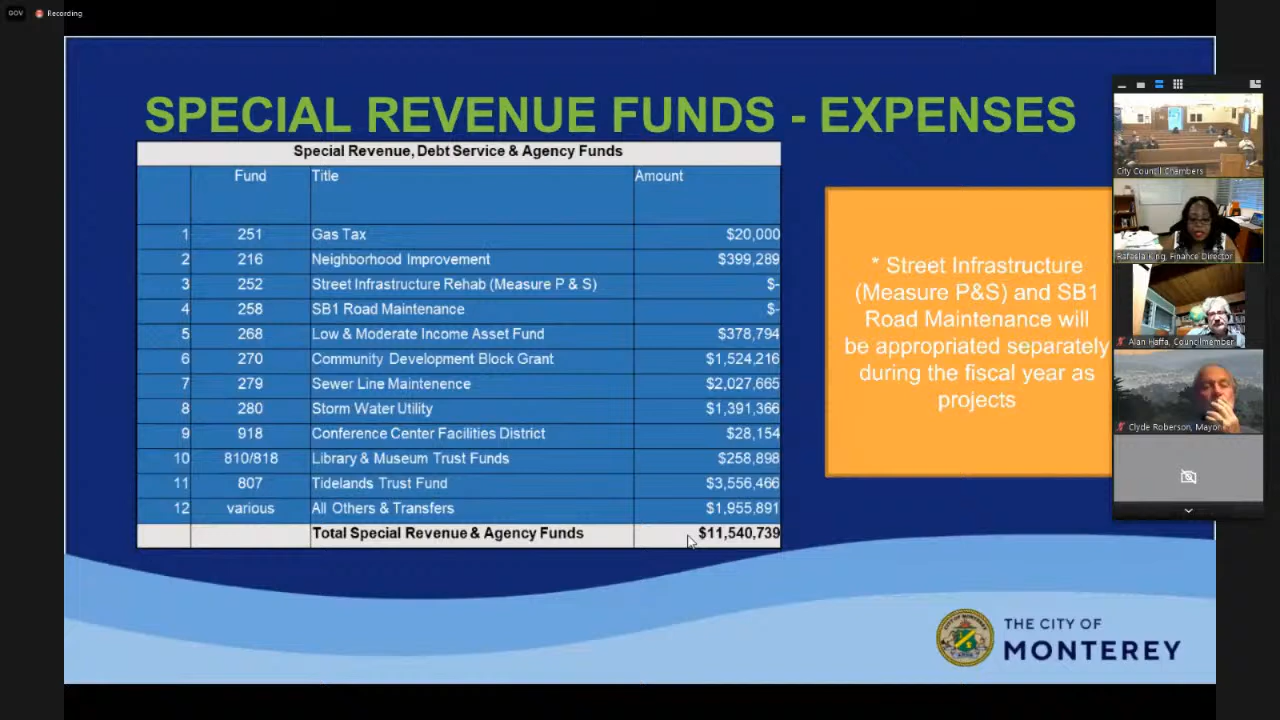 GOV
Recording
SPECIAL REVENUE FUNDS - EXPENSES
Special Revenue, Debt Service & Agency Funds
Fund Title Amount
1 251 Gas Tax $20,000
2 216 Neighborhood Improvement $399,289
3 252 Street Infrastructure Rehab (Measure P & S) $-
4 258 SB1 Road Maintenance $-
5 268 Low & Moderate Income Asset Fund $378,794
6 270 Community Development Block Grant $1,524,216
7 279 Sewer Line Maintenence $2,027,665
8 280 Storm Water Utility $1,391,366
9 918 Conference Center Facilities District $28,154
10 810/818 Library & Museum Trust Funds $258,898
11 807 Tidelands Trust Fund $3,556,466
12 various All Others & Transfers $1,955,891
Total Special Revenue & Agency Funds $11,540,739
* Street Infrastructure
(Measure P&S) and SB1
Road Maintenance will
be appropriated separately
during the fiscal year as
projects
City Council Chambers
Rafaela King, Finance Director
Alan Haffa, Councilmember
Clyde Roberson, Mayor
THE CITY OF
MONTEREY